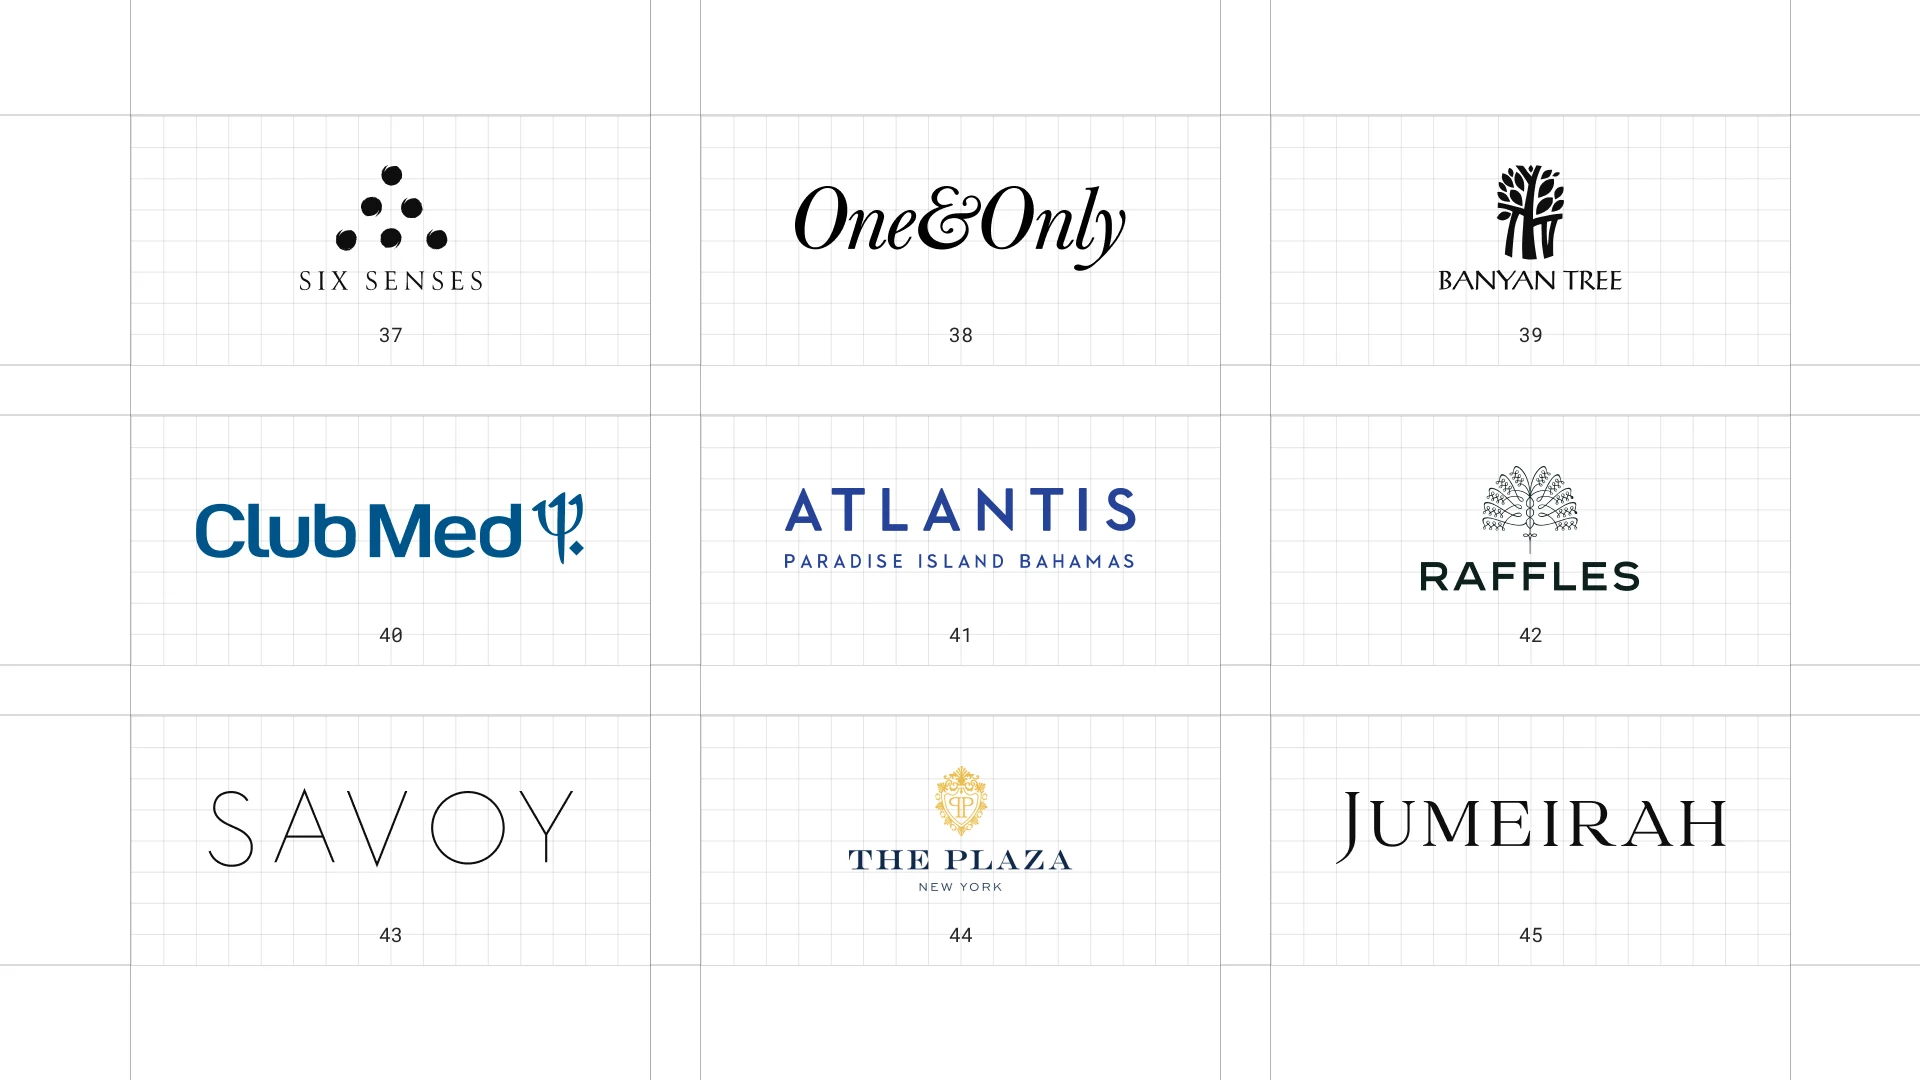 SIX SENSES
37
One&Only
38
BANYAN TREE
39
Club Med
40
ATLANTIS
PARADISE ISLAND BAHAMAS
41
RAFFLES
42
SAVOY
43
PP
THE PLAZA
NEW YORK
44
JUMEIRAH
45